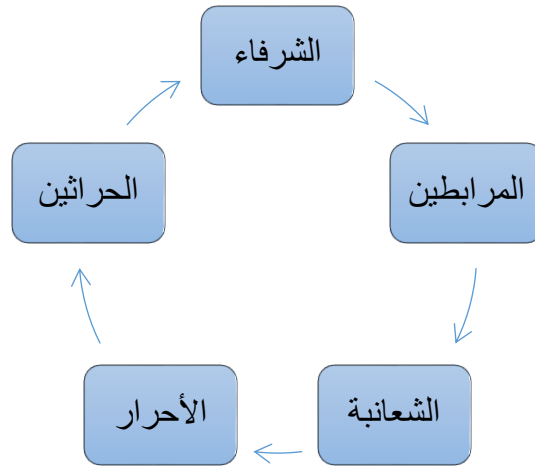 الشرفاء
المرابطين
الشعانبة
الأحرار
الحراثين